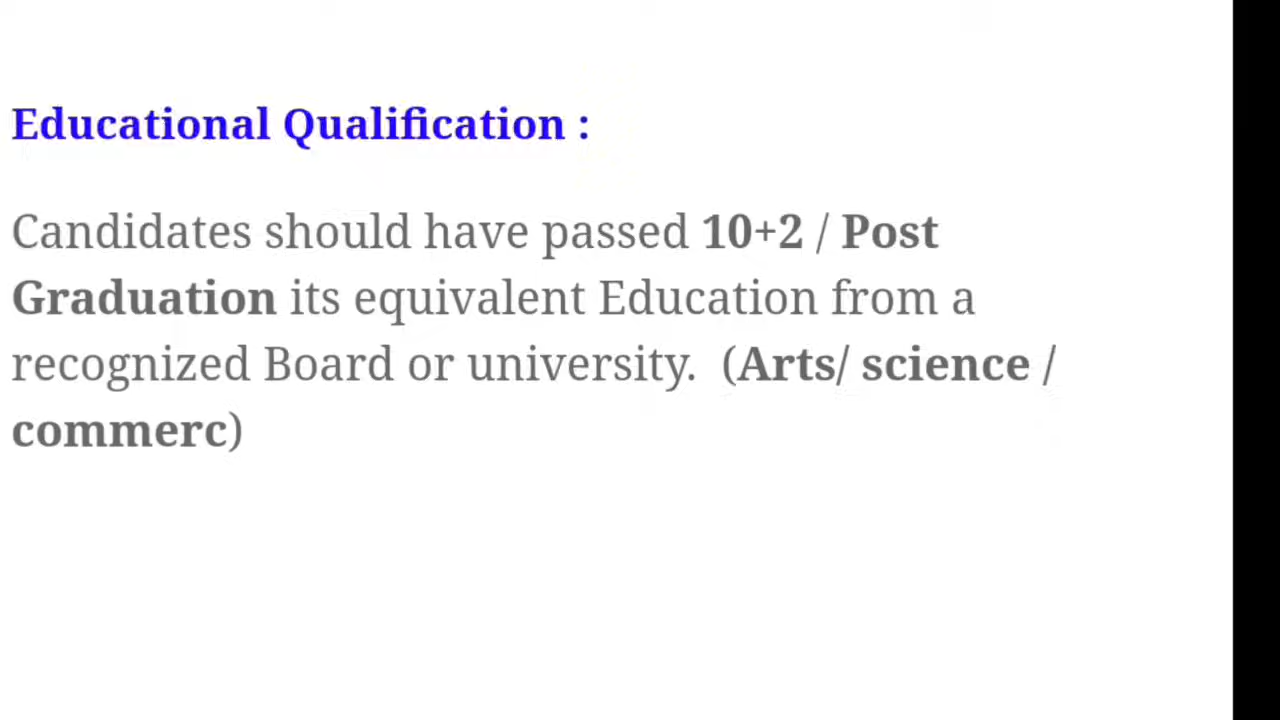 Educational Qualification :
Candidates should have passed 10+2 / Post
Graduation its equivalent Education from a
recognized Board or university. (Arts/ science /
commerc)